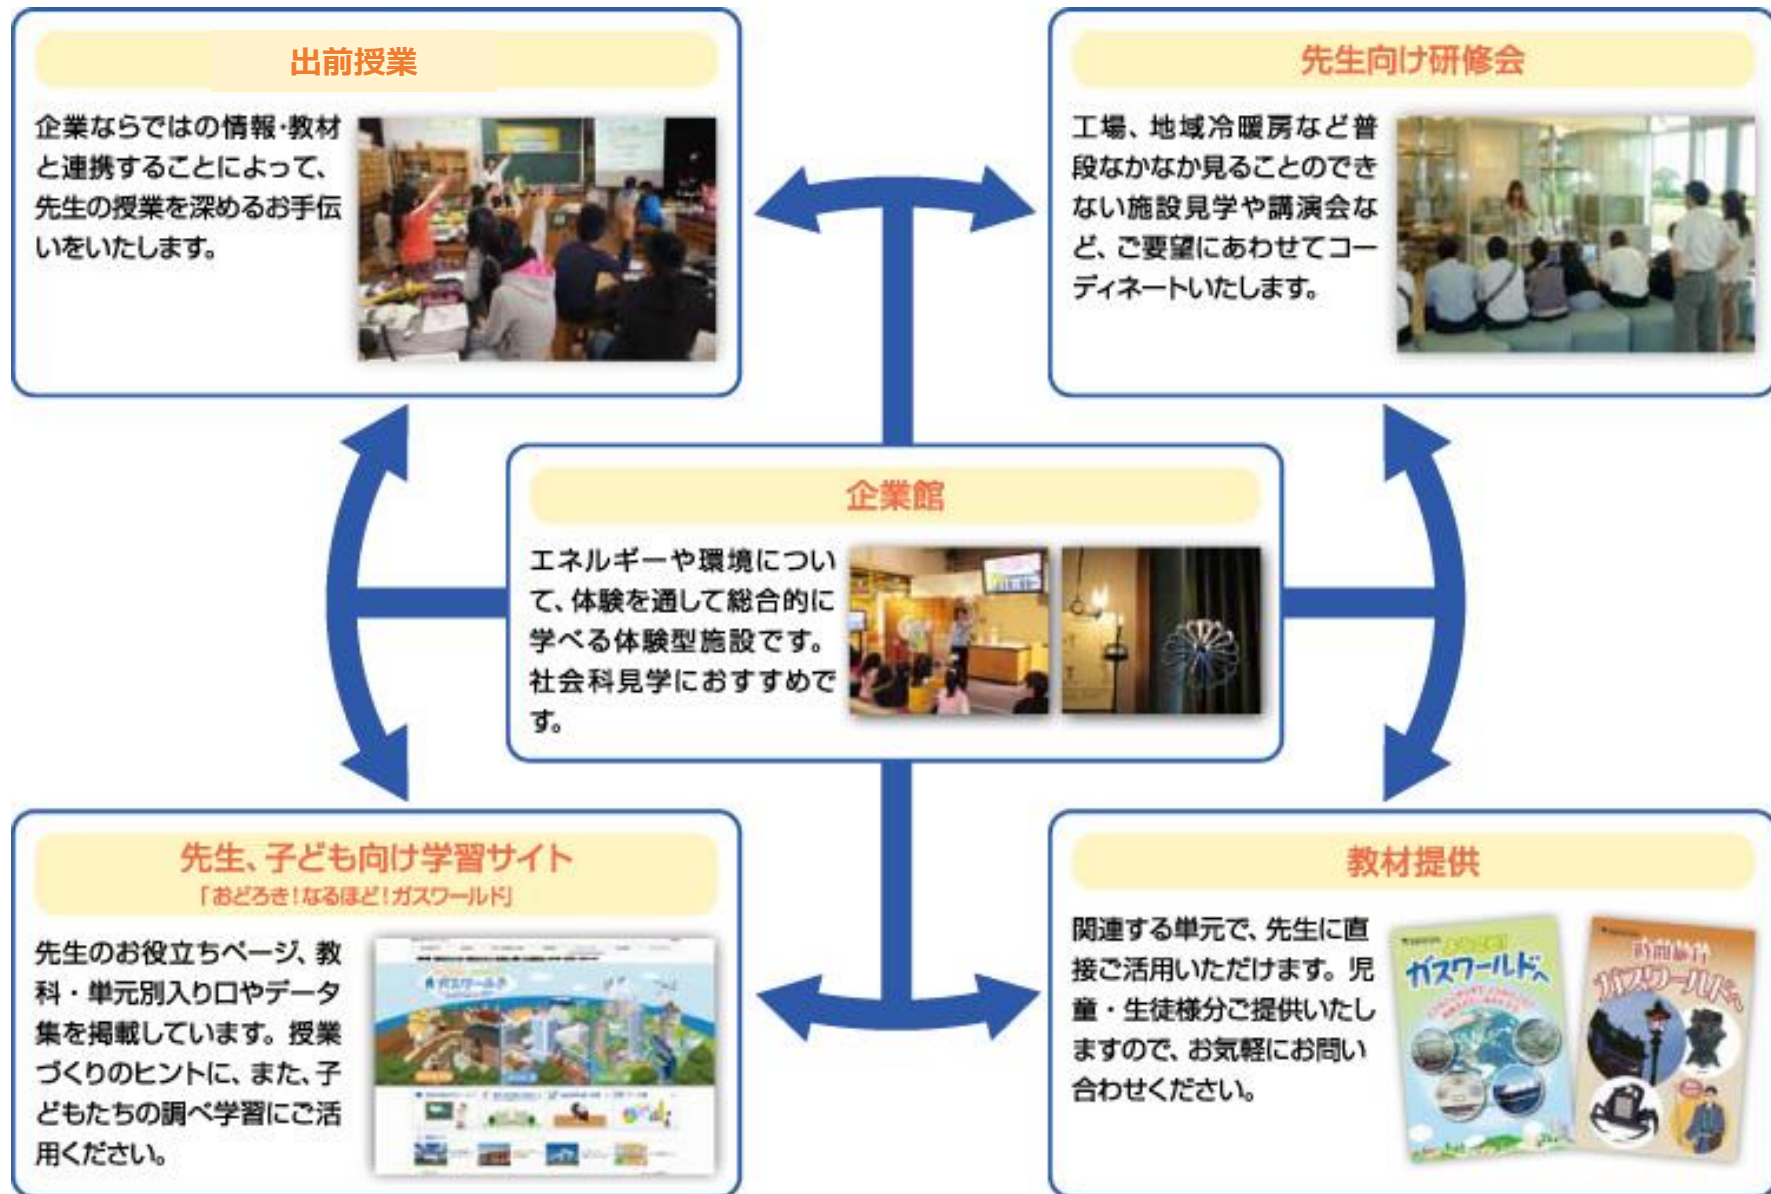 出前授業
企業ならではの情報・教材
と連携することによって、
先生の授業を深めるお手伝
いをいたします。
先生向け研修会
工場、地域冷暖房など普
段なかなか見ることのでき
ない施設見学や講演会な
ど、ご要望にあわせてコー
ディネートいたします。
企業館
エネルギーや環境につい
て、体験を通して総合的に
学べる体験型施設です。
社会科見学におすすめで
す。
先生、子ども向け学習サイト
「おどろき!なるほど!ガスワールド」
先生のお役立ちページ、教
科・単元別入り口やデータ
集を掲載しています。授業
づくりのヒントに、また、子
どもたちの調べ学習にご活
用ください。
ガスワールド
教材提供
関連する単元で、先生に直
接ご活用いただけます。児
童・生徒様分ご提供いたし
ますので、お気軽にお問い
合わせください。
ガスワールドへ
時間旅行
ガスワールドへ